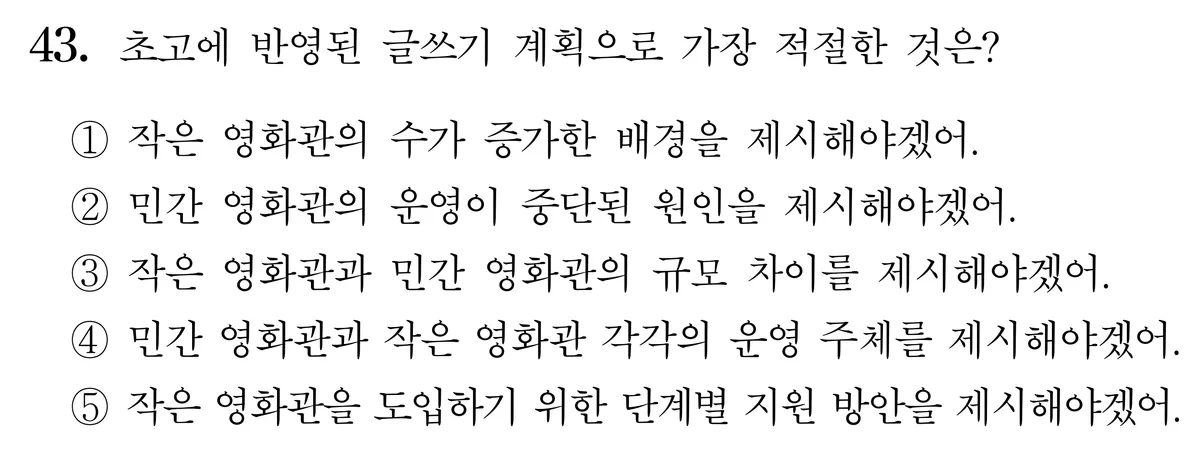 43. 초고에 반영된 글쓰기 계획으로 가장 적절한 것은?
① 작은 영화관의 수가 증가한 배경을 제시해야겠어.
② 민간 영화관의 운영이 중단된 원인을 제시해야겠어.
③ 작은 영화관과 민간 영화관의 규모 차이를 제시해야겠어.
④ 민간 영화관과 작은 영화관 각각의 운영 주체를 제시해야겠어.
⑤ 작은 영화관을 도입하기 위한 단계별 지원 방안을 제시해야겠어.